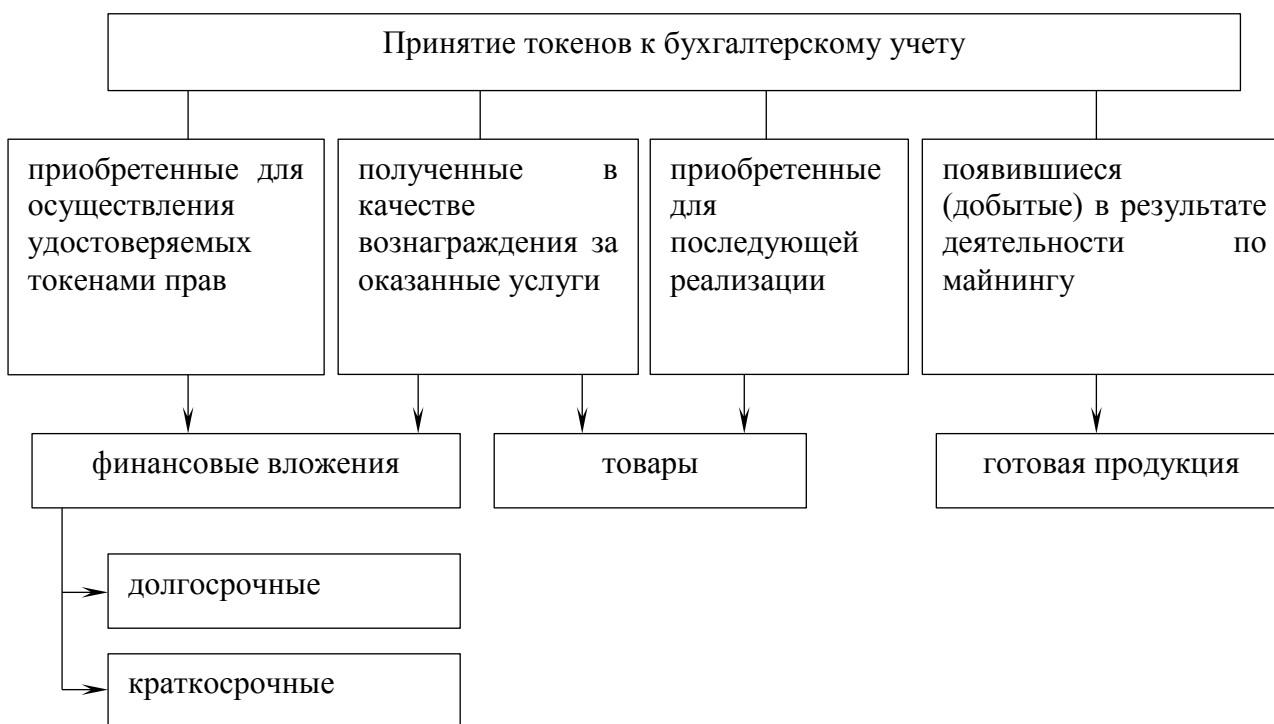 Принятие токенов к бухгалтерскому учету
приобретенные для
осуществления
удостоверяемых
токенами прав
полученные в
качестве
вознаграждения за
оказанные услуги
приобретенные
для
последующей
реализации
появившиеся
(добытые) в результате
деятельности по
майнингу
финансовые вложения
товары
готовая продукция
долгосрочные
краткосрочные